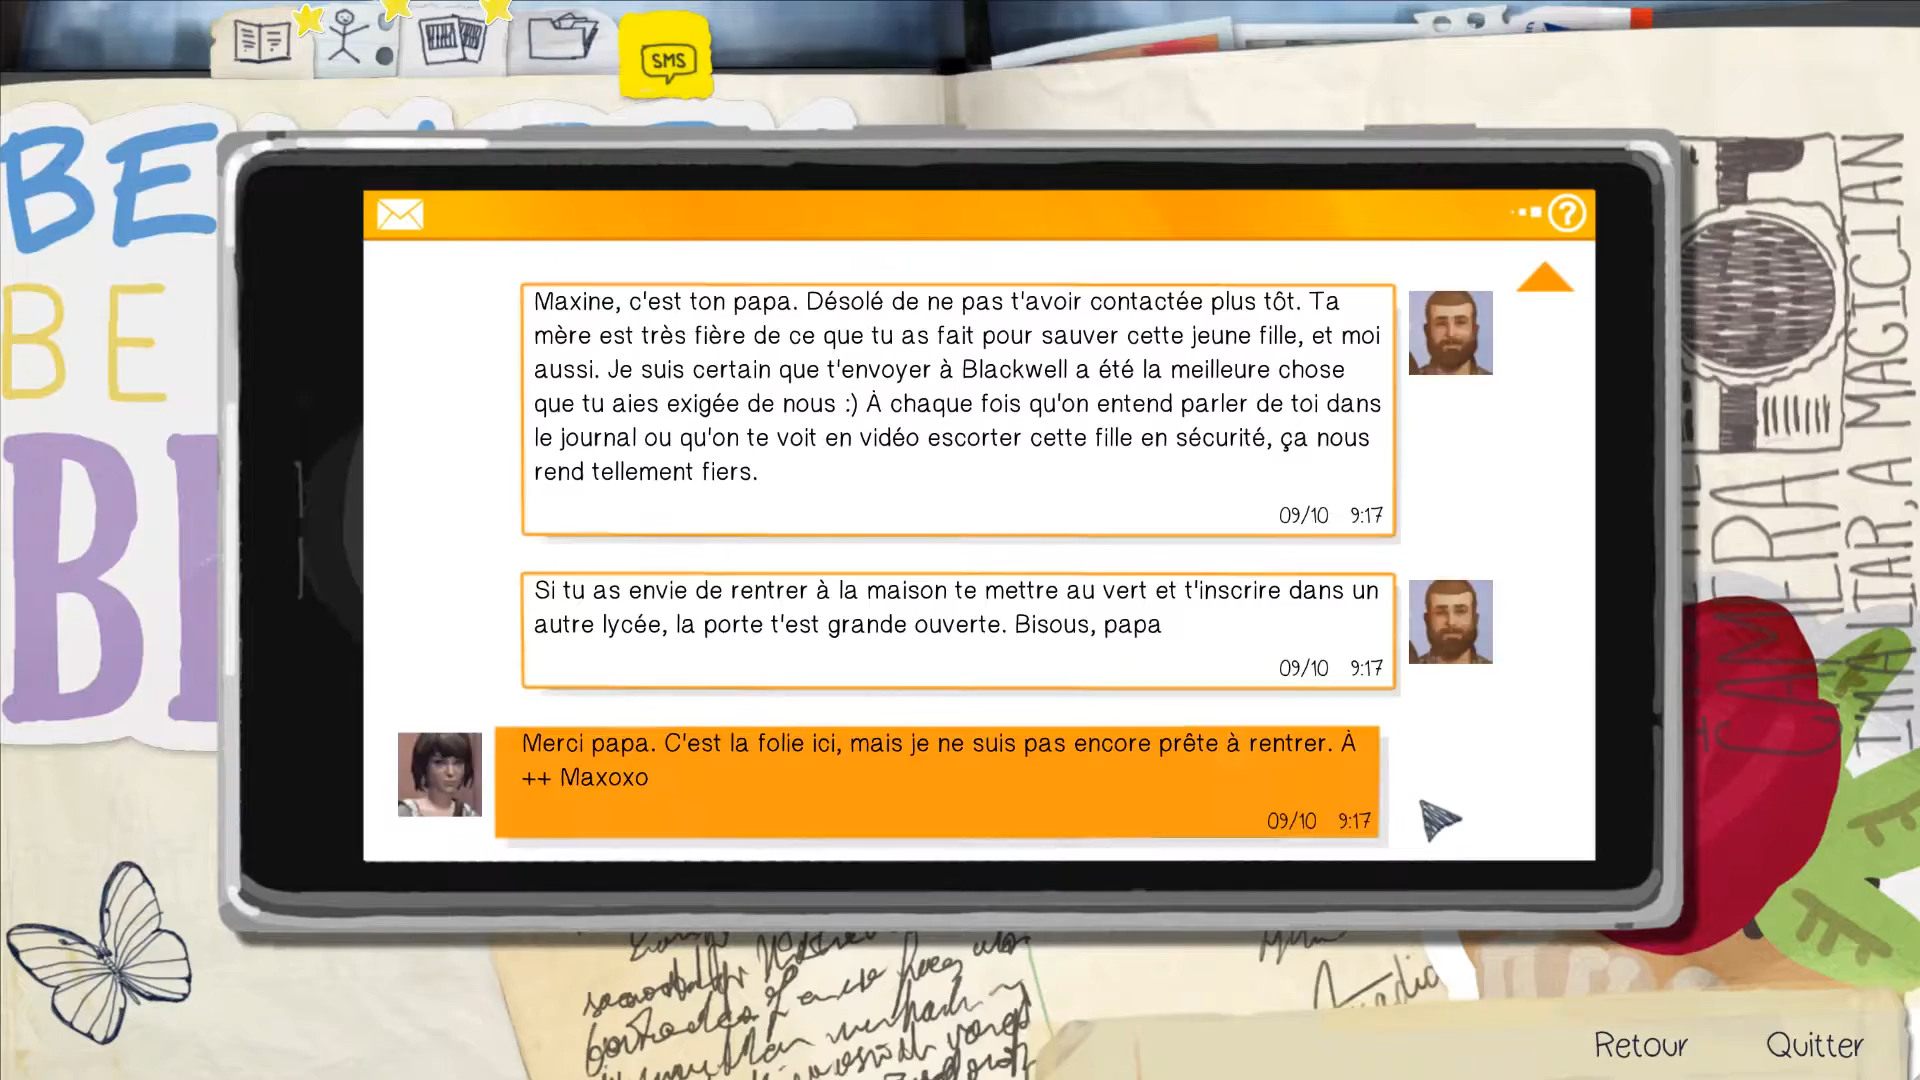 SMS
BE
BE
Maxine, c'est ton papa. Désolé de ne pas t'avoir contactée plus tôt. Ta
mère est très fière de ce que tu as fait pour sauver cette jeune fille, et moi
aussi. Je suis certain que t'envoyer à Blackwell a été la meilleure chose
que tu aies exigée de nous :) À chaque fois qu'on entend parler de toi dans
le journal ou qu'on te voit en vidéo escorter cette fille en sécurité, ça nous
rend tellement fiers.
09/10 9:17
Si tu as envie de rentrer à la maison te mettre au vert et t'inscrire dans un
autre lycée, la porte t'est grande ouverte. Bisous, papa
09/10 9:17
Merci papa. C'est la folie ici, mais je ne suis pas encore prête à rentrer. À
++ Maxoxo
09/10 9:17
CAMERA
LIAR, A MAGICIAN
Retour
Quitter